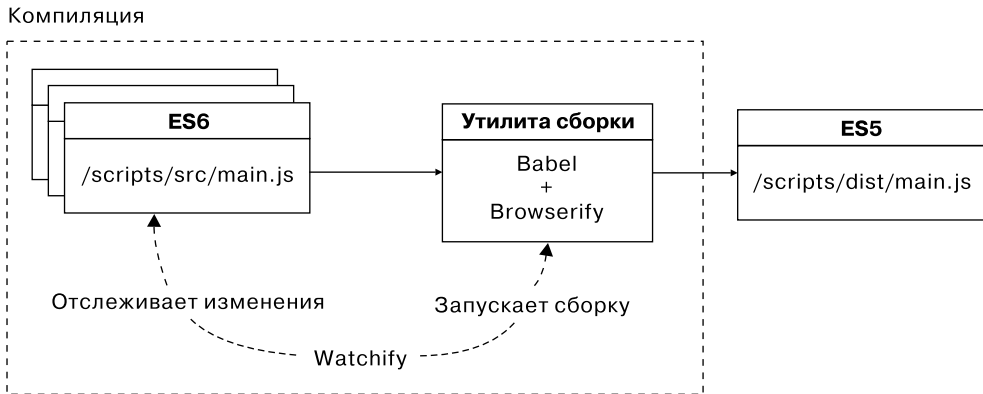 Компиляция
ES6
/scripts/src/main.js
Утилита сборки
Babel
+
Browserify
ES5
/scripts/dist/main.js
Отслеживает изменения
Запускает сборку
Watchify